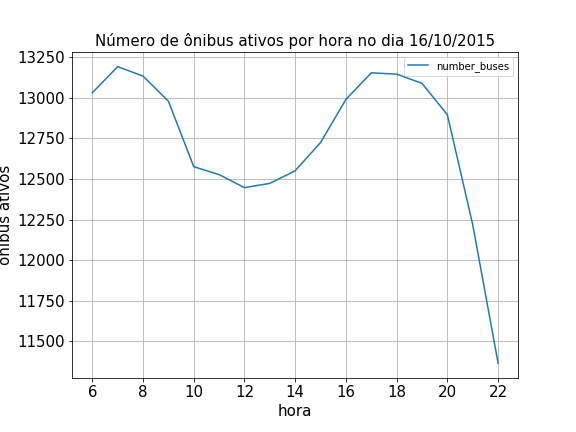 Número de ônibus ativos por hora no dia 16/10/2015
number_buses
13250
13000
12750
12500
12250
12000
11750
11500
ônibus ativos
6 8 10 12 14 16 18 20 22
hora